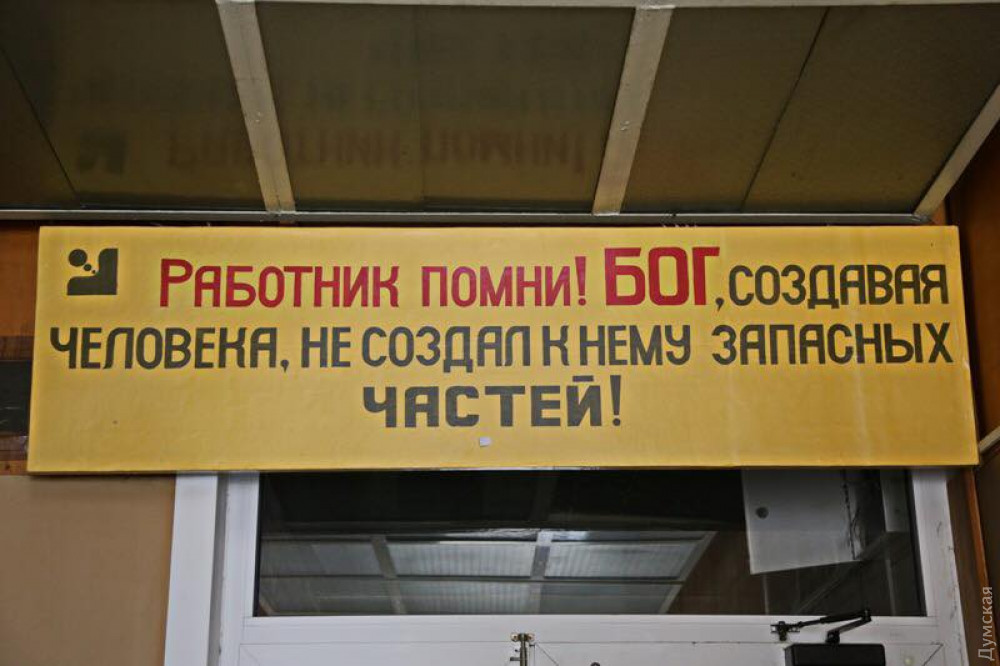 Работник помни! БОГ, создавая
человека, не создал к нему запасных
частей!
Думская